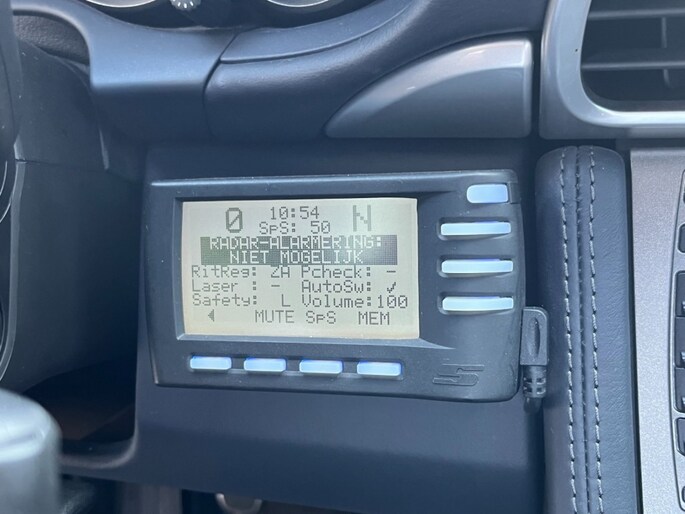 0 10:54 N
SpS: 50
RADAR-ALARMERING:
NIET MOGELIJK
RitReg: ZA Pcheck: -
Laser : - AutoSw: ✓
Safety: L Volume:100
◂ MUTE SpS MEM